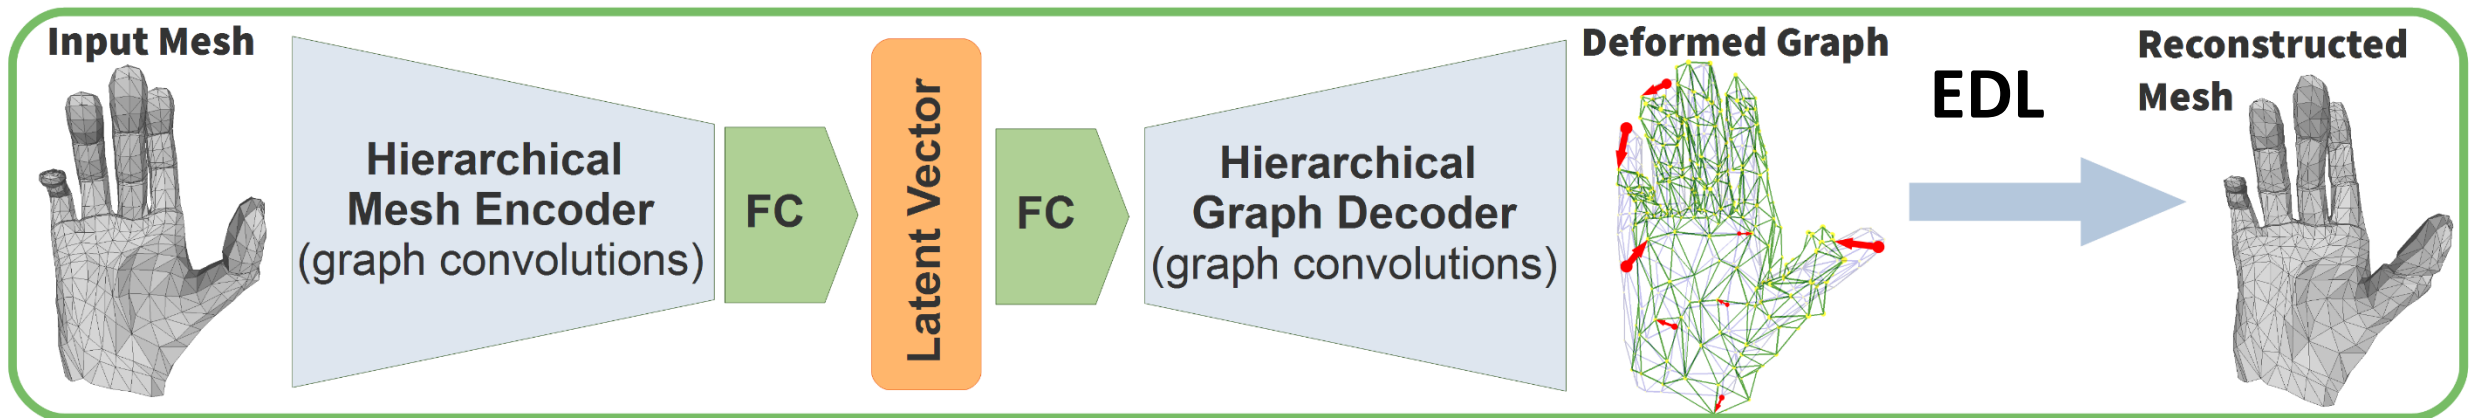 Input Mesh
Hierarchical
Mesh Encoder
(graph convolutions)
FC
Latent Vector
FC
Hierarchical
Graph Decoder
(graph convolutions)
Deformed Graph
EDL
Reconstructed
Mesh